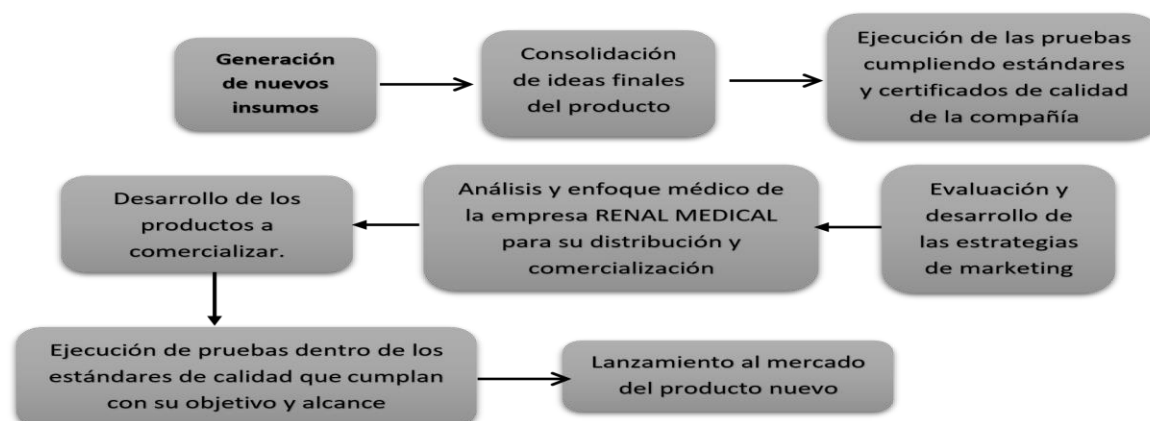 Generación
de nuevos
insumos
Consolidación
de ideas finales
del producto
Ejecución de las pruebas
cumpliendo estándares
y certificados de calidad
de la compañía
Evaluación y
desarrollo de
las estrategias
de marketing
Análisis y enfoque médico de
la empresa RENAL MEDICAL
para su distribución y
comercialización
Desarrollo de los
productos a
comercializar.
Ejecución de pruebas dentro de los
estándares de calidad que cumplan
con su objetivo y alcance
Lanzamiento al mercado
del producto nuevo